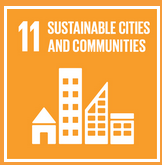 11 SUSTAINABLE CITIES
AND COMMUNITIES